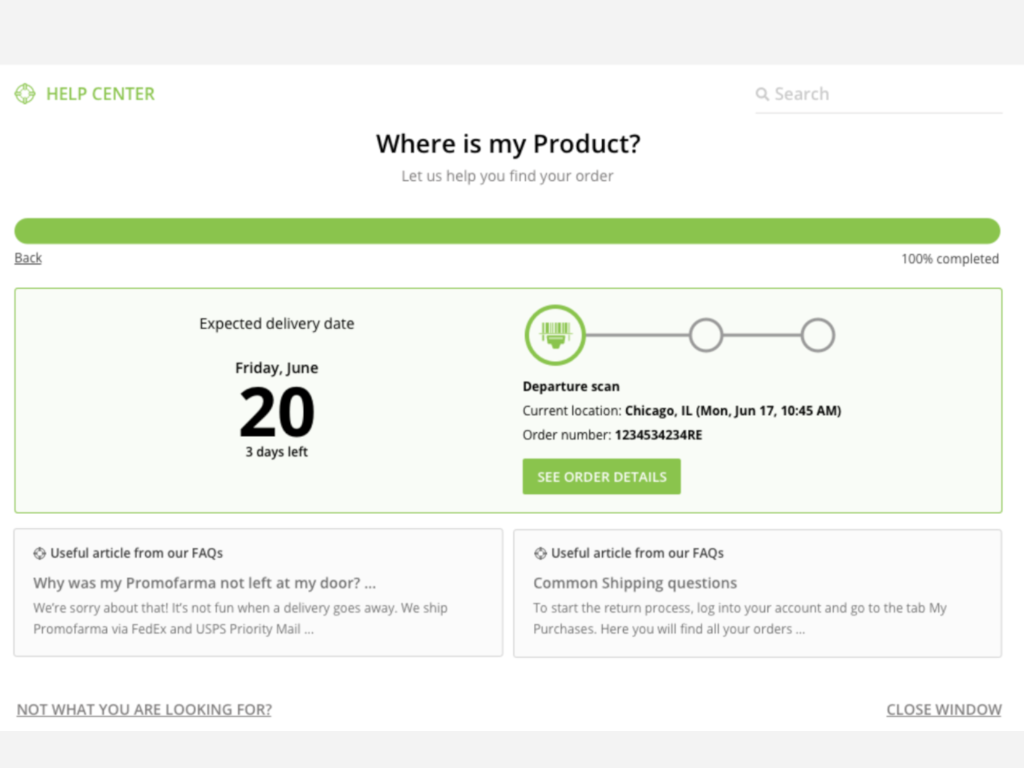 HELP CENTER
Search
Where is my Product?
Let us help you find your order
Back
100% completed
Expected delivery date
Friday, June
20
3 days left
Departure scan
Current location: Chicago, IL (Mon, Jun 17, 10:45 AM)
Order number: 1234534234RE
SEE ORDER DETAILS
Useful article from our FAQs
Why was my Promofarma not left at my door? ...
We're sorry about that! It's not fun when a delivery goes away. We ship
Promofarma via FedEx and USPS Priority Mail ...
Useful article from our FAQs
Common Shipping questions
To start the return process, log into your account and go to the tab My
Purchases. Here you will find all your orders ...
NOT WHAT YOU ARE LOOKING FOR?
CLOSE WINDOW